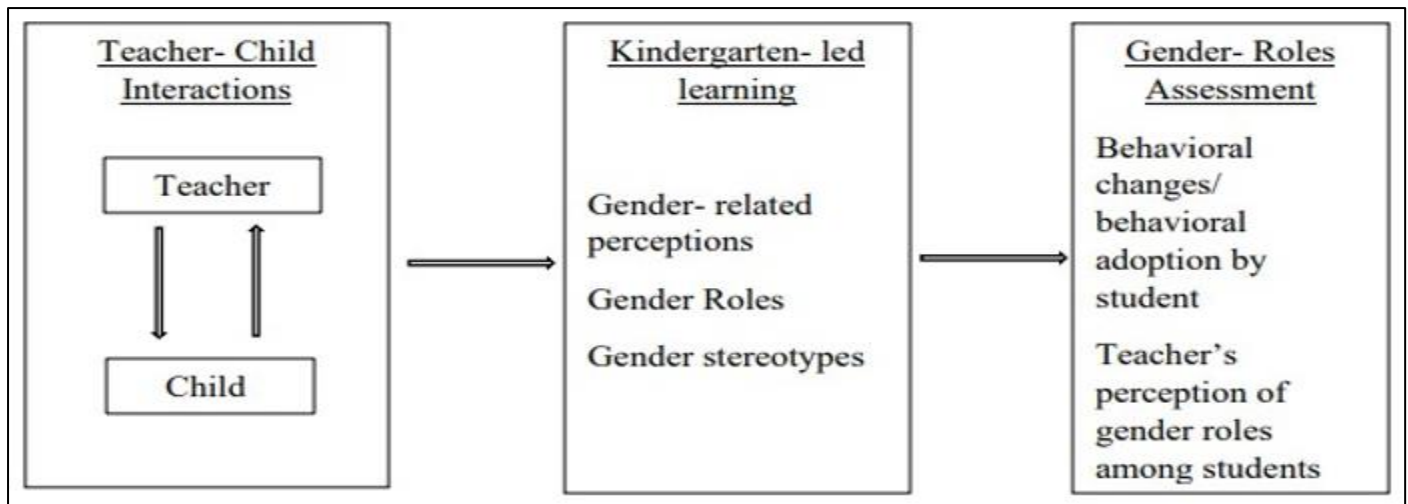 Teacher- Child
Interactions
Teacher
Child
Kindergarten- led
learning
Gender- related
perceptions
Gender Roles
Gender stereotypes
Gender- Roles
Assessment
Behavioral
changes/
behavioral
adoption by
student
Teacher's
perception of
gender roles
among students